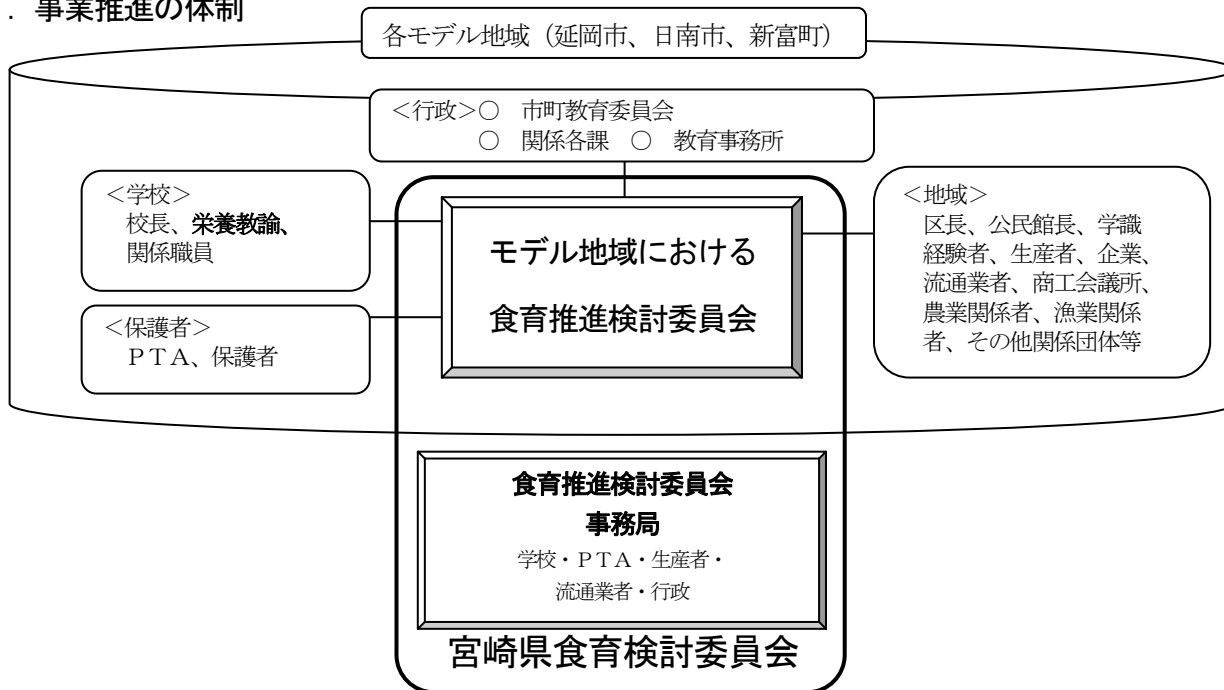 . 事業推進の体制
各モデル地域（延岡市、日南市、新富町）
＜行政＞○　市町教育委員会
○　関係各課　○　教育事務所
＜学校＞
校長、栄養教諭、
関係職員
＜保護者＞
ＰＴＡ、保護者
モデル地域における
食育推進検討委員会
＜地域＞
区長、公民館長、学識
経験者、生産者、企業、
流通業者、商工会議所、
農業関係者、漁業関係
者、その他関係団体等
食育推進検討委員会
事務局
学校・ＰＴＡ・生産者・
流通業者・行政
宮崎県食育検討委員会